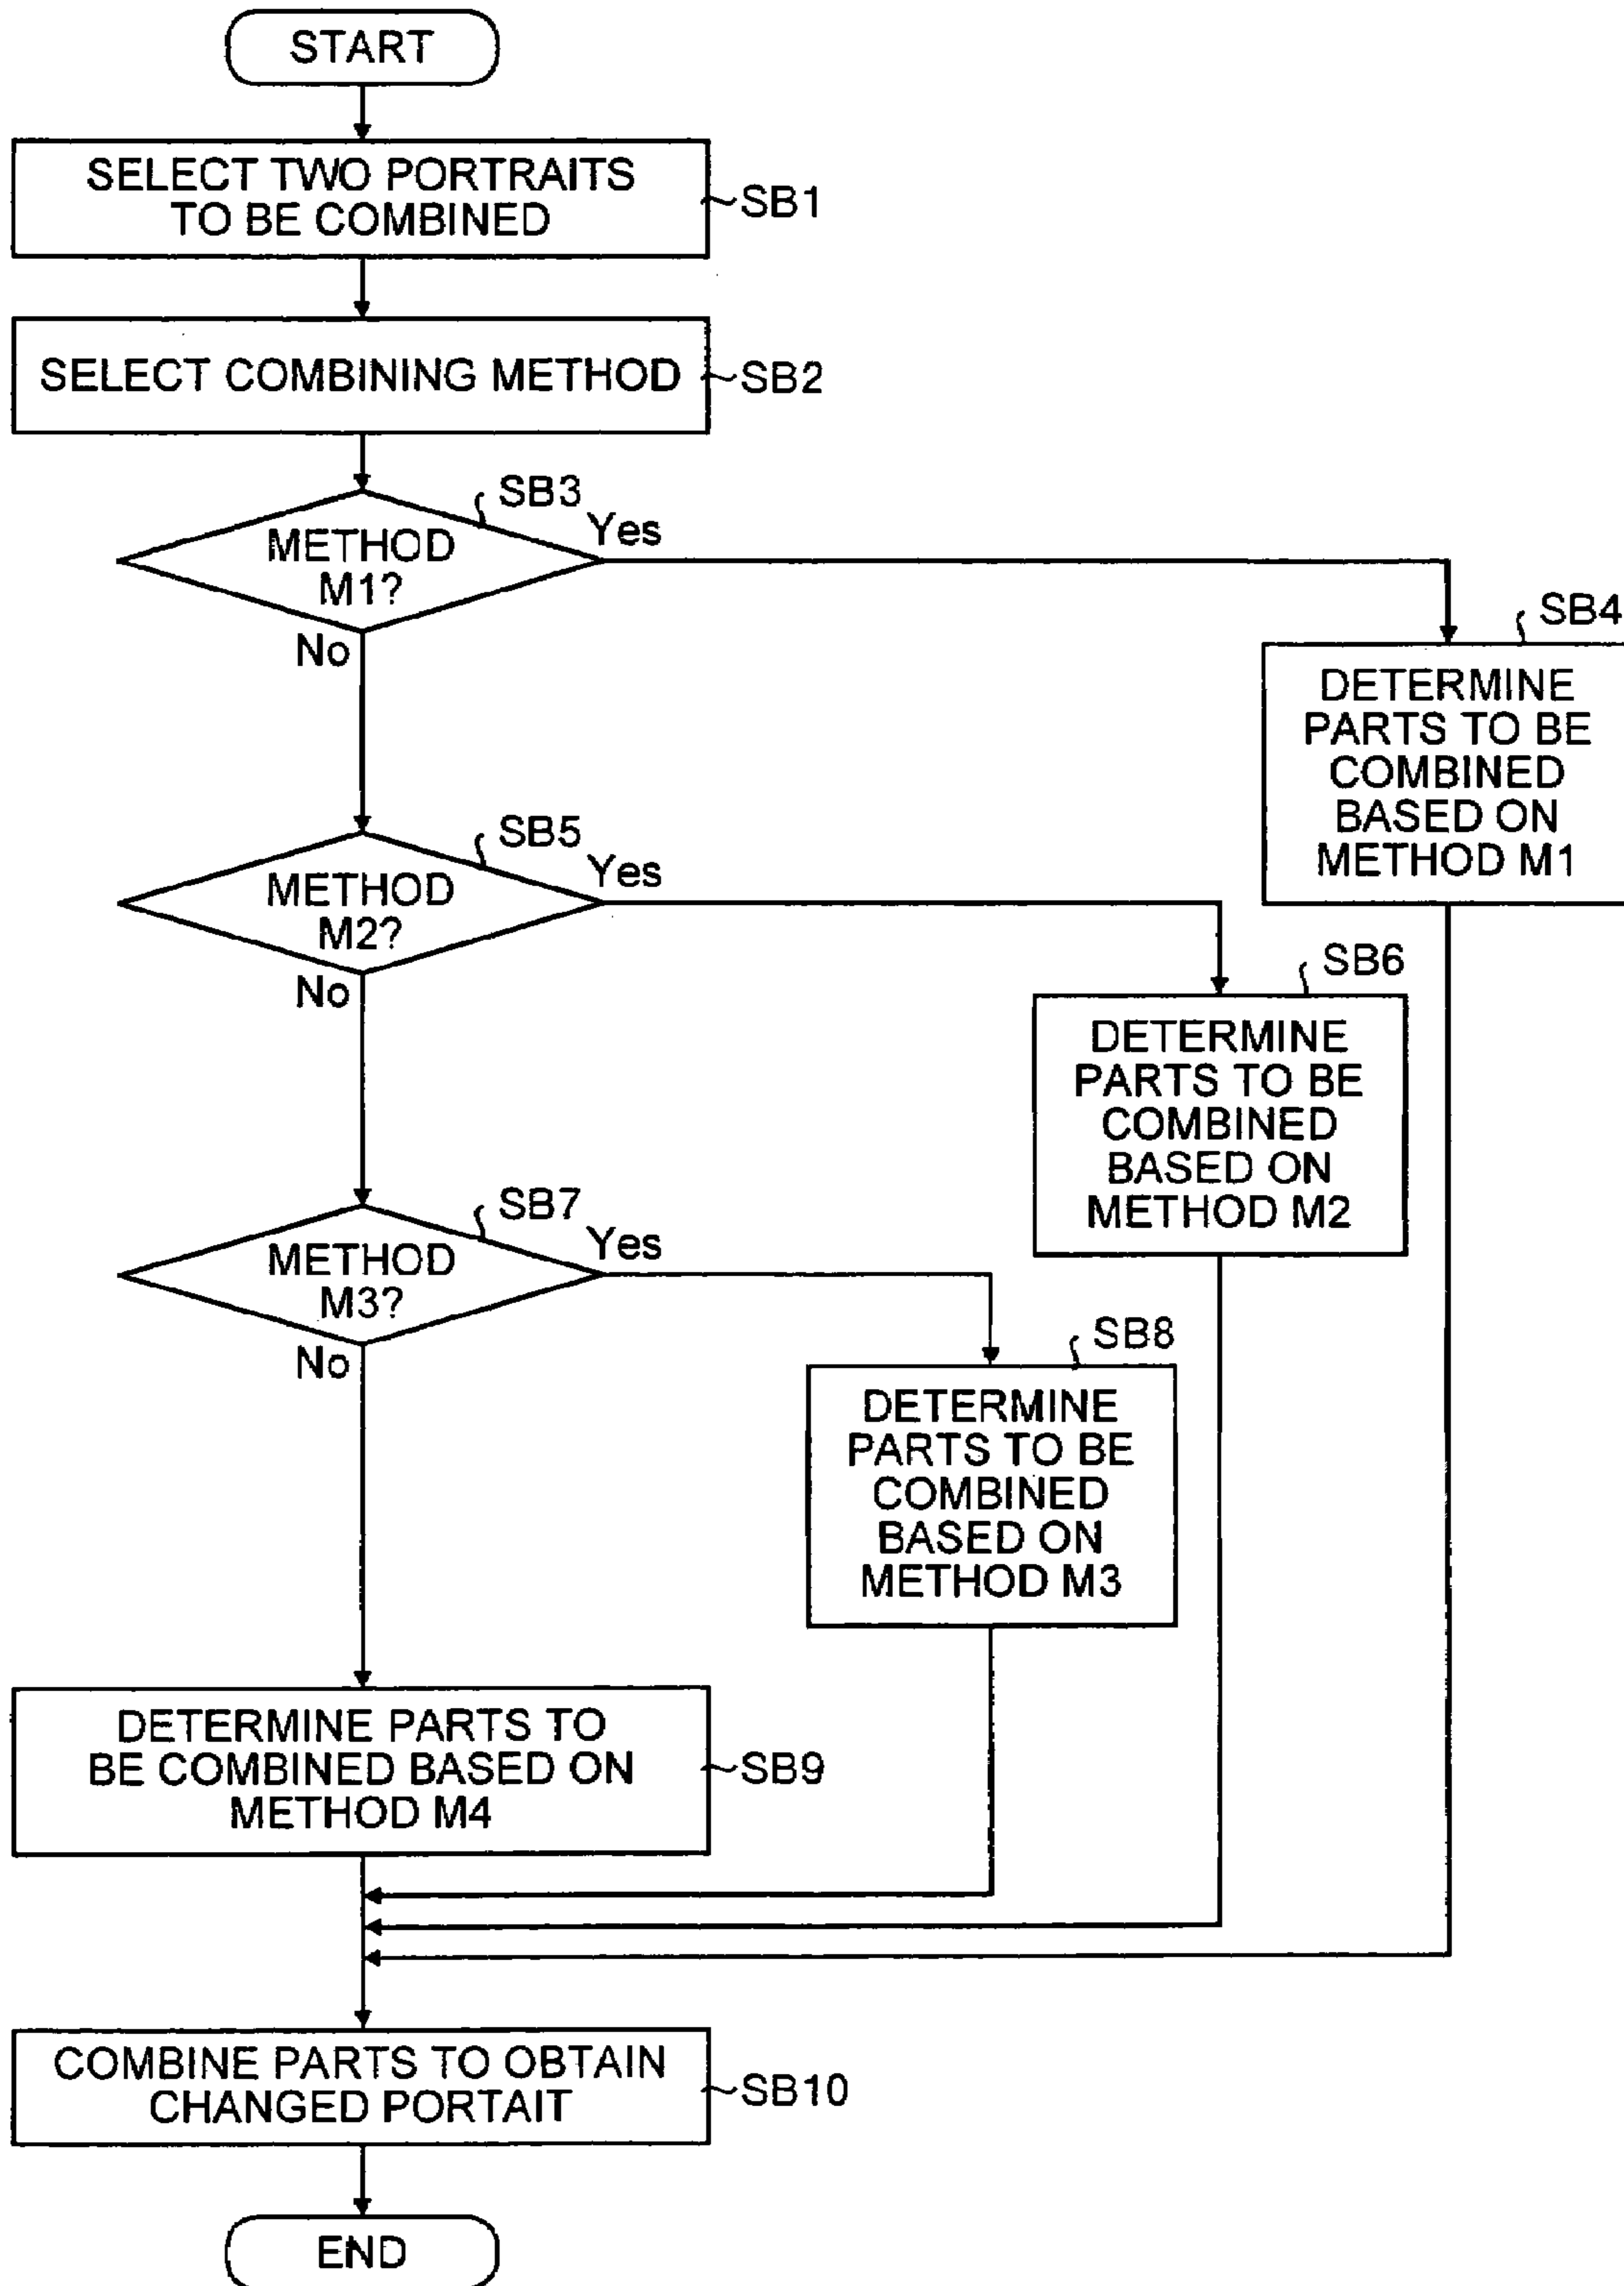 START
SELECT TWO PORTRAITS
TO BE COMBINED
~SB1
SELECT COMBINING METHOD
~SB2
SB3
METHOD
M1?
Yes
No
SB4
DETERMINE
PARTS TO BE
COMBINED
BASED ON
METHOD M1
SB5
METHOD
M2?
Yes
No
SB6
DETERMINE
PARTS TO BE
COMBINED
BASED ON
METHOD M2
SB7
METHOD
M3?
Yes
No
SB8
DETERMINE
PARTS TO BE
COMBINED
BASED ON
METHOD M3
DETERMINE PARTS TO
BE COMBINED BASED ON
METHOD M4
~SB9
COMBINE PARTS TO OBTAIN
CHANGED PORTAIT
~SB10
END